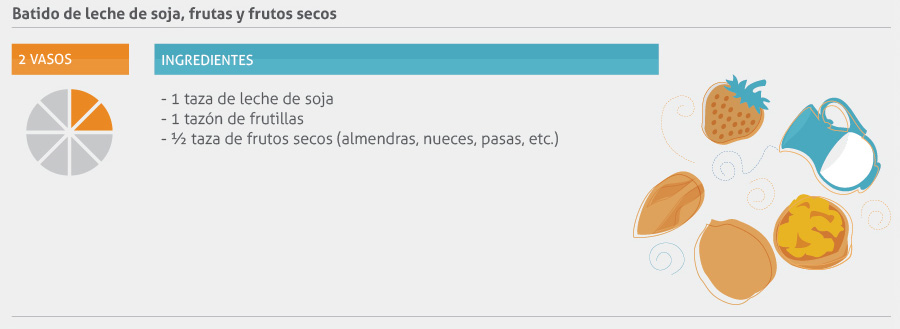 Batido de leche de soja, frutas y frutos secos
2 VASOS
INGREDIENTES
- 1 taza de leche de soja
- 1 tazón de frutillas
- ½ taza de frutos secos (almendras, nueces, pasas, etc.)